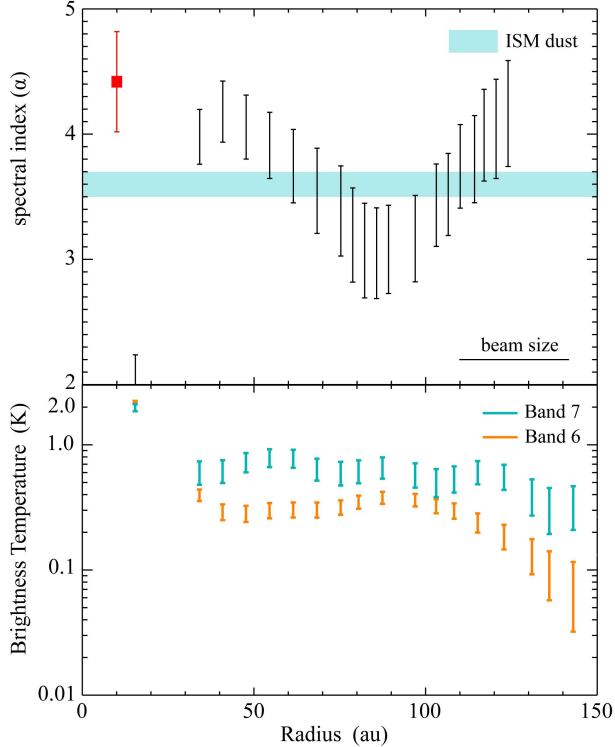 5
ISM dust
4
spectral index (α)
3
beam size
2
2.0
Band 7
Band 6
1.0
Brightness Temperature (K)
0.1
0.01
0 50 100 150
Radius (au)